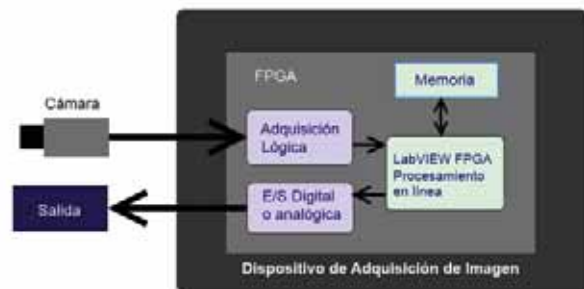 FPGA
Memoria
Cámara
Adquisición
Lógica
LabVIEW FPGA
Procesamiento
en línea
E/S Digital
o analógica
Salida
Dispositivo de Adquisición de Imagen